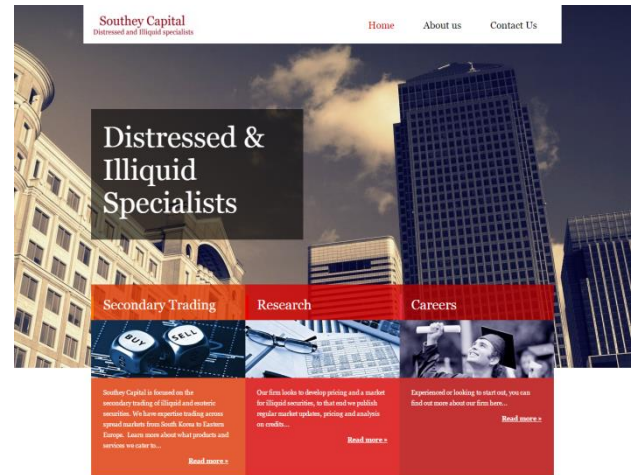 Southey Capital
Distressed and Illiquid specialists
Home About us Contact Us
Distressed &
Illiquid
Specialists
Secondary Trading
Research
Careers
BUY
SELL
Southey Capital is focused on the
secondary trading of illiquid and esoteric
securities. We have expertise trading across
spread markets from South Korea to Eastern
Europe. Learn more about what products and
services we cater to...
Read more »
Our firm looks to develop pricing and a market
for illiquid securities, to that end we publish
regular market updates, pricing and analysis
on credits...
Read more »
Experienced or looking to start out, you can
find out more about our firm here...
Read more »